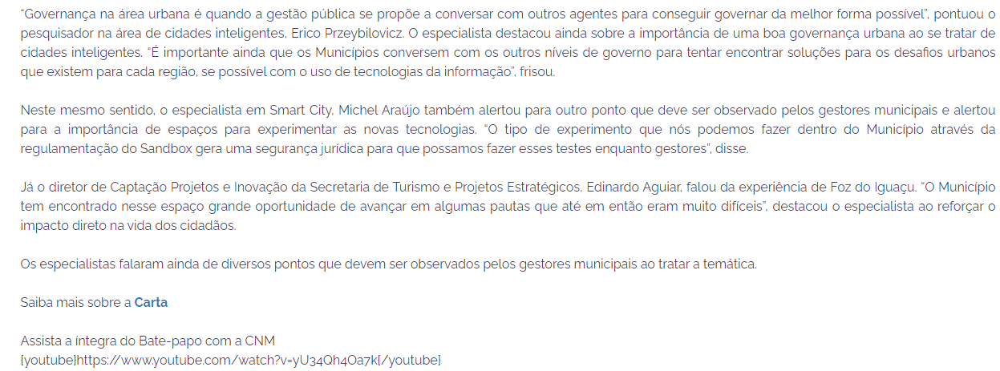 “Governança na área urbana é quando a gestão pública se propõe a conversar com outros agentes para conseguir governar da melhor forma possível”, pontuou o
pesquisador na área de cidades inteligentes, Erico Przeybilovicz. O especialista destacou ainda sobre a importância de uma boa governança urbana ao se tratar de
cidades inteligentes. “É importante ainda que os Municípios conversem com os outros níveis de governo para tentar encontrar soluções para os desafios urbanos
que existem para cada região, se possível com o uso de tecnologias da informação”, frisou.
Neste mesmo sentido, o especialista em Smart City, Michel Araújo também alertou para outro ponto que deve ser observado pelos gestores municipais e alertou
para a importância de espaços para experimentar as novas tecnologias. “O tipo de experimento que nós podemos fazer dentro do Município através da
regulamentação do Sandbox gera uma segurança jurídica para que possamos fazer esses testes enquanto gestores”, disse.
Já o diretor de Captação Projetos e Inovação da Secretaria de Turismo e Projetos Estratégicos, Edinardo Aguiar, falou da experiência de Foz do Iguaçu. “O Município
tem encontrado nesse espaço grande oportunidade de avançar em algumas pautas que até em então eram muito difíceis”, destacou o especialista ao reforçar o
impacto direto na vida dos cidadãos.
Os especialistas falaram ainda de diversos pontos que devem ser observados pelos gestores municipais ao tratar a temática.
Saiba mais sobre a Carta
Assista a íntegra do Bate-papo com a CNM
{youtube}https://www.youtube.com/watch?v=yU34Qh4Oa7k{/youtube}